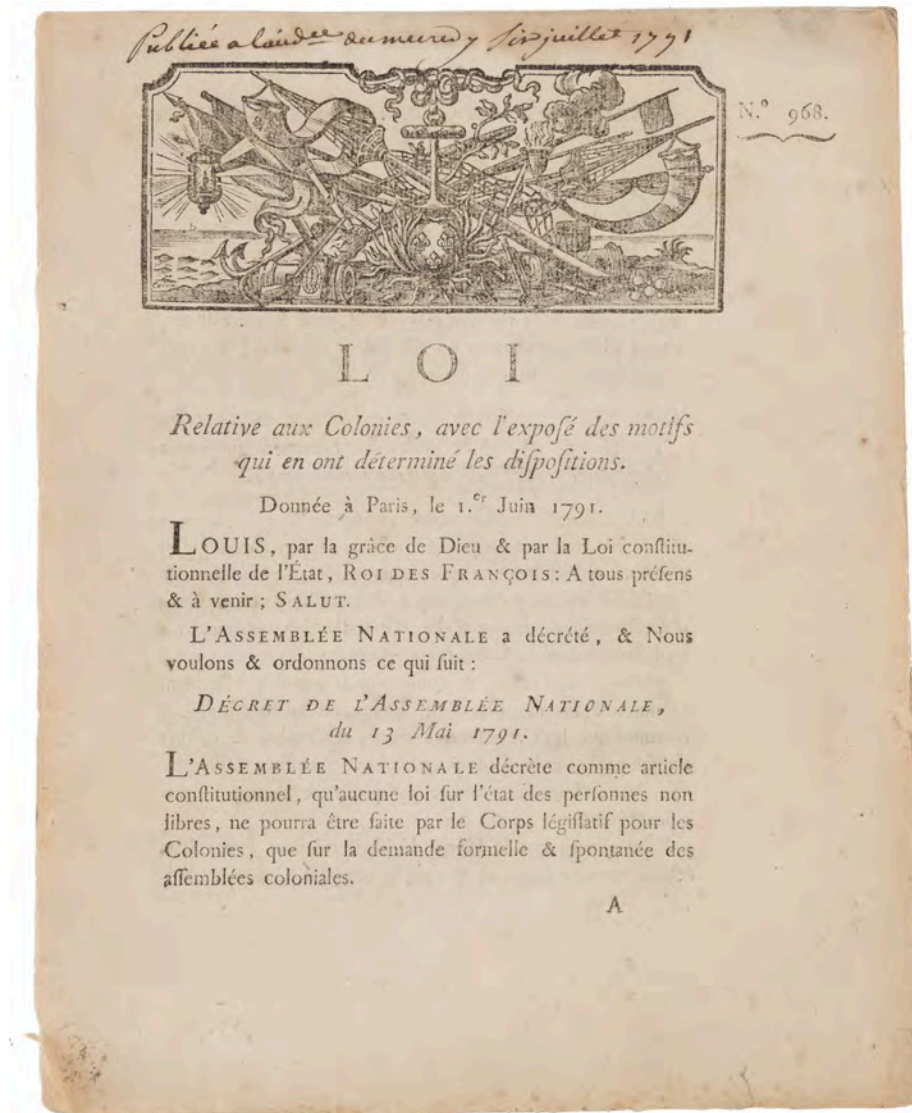 Publiée a laud.ce du mercredy six juillet 1791
N.º 968.
LOI
Relative aux Colonies, avec l'expoſé des motifs
qui en ont déterminé les diſpoſitions.
Donnée à Paris, le 1.er Juin 1791.
LOUIS, par la grâce de Dieu & par la Loi conſtitu-
tionnelle de l'État, ROI DES FRANÇOIS: A tous préſens
& à venir; SALUT.
L'ASSEMBLÉE NATIONALE a décrété, & Nous
voulons & ordonnons ce qui ſuit:
DÉCRET DE L'ASSEMBLÉE NATIONALE,
du 13 Mai 1791.
L'ASSEMBLÉE NATIONALE décrète comme article
conſtitutionnel, qu'aucune loi ſur l'état des perſonnes non
libres, ne pourra être faite par le Corps légiſlatif pour les
Colonies, que ſur la demande formelle & ſpontanée des
aſſemblées coloniales.
A